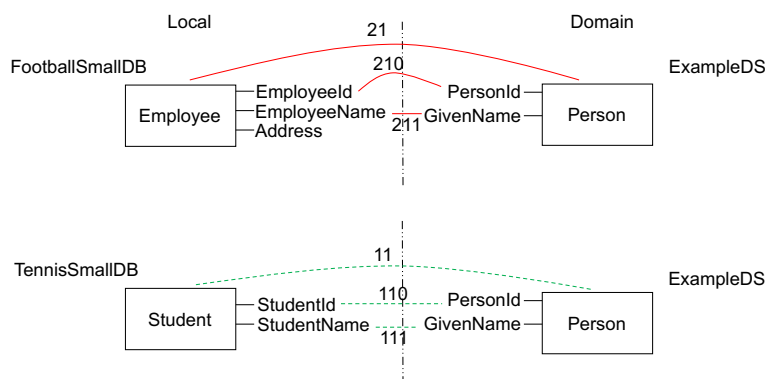 Local
Domain
21
FootballSmallDB
210
ExampleDS
Employee
EmployeeId
EmployeeName
Address
PersonId
GivenName
211
Person
TennisSmallDB
11
ExampleDS
Student
StudentId
StudentName
110
PersonId
GivenName
111
Person